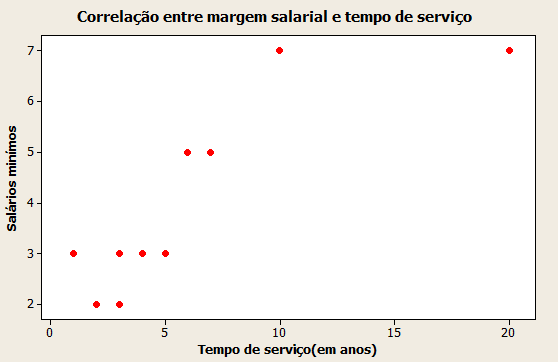 Correlação entre margem salarial e tempo de serviço
7
6
5
4
3
2
Salários minímos
0 5 10 15 20
Tempo de serviço(em anos)